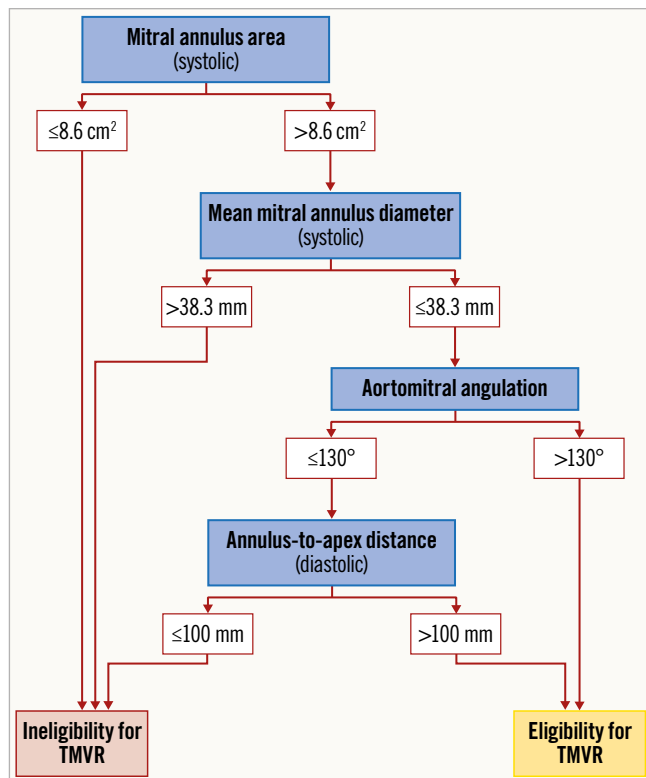 Mitral annulus area
(systolic)
≤8.6 cm²
>8.6 cm²
Mean mitral annulus diameter
(systolic)
>38.3 mm
≤38.3 mm
Aortomitral angulation
≤130°
>130°
Annulus-to-apex distance
(diastolic)
≤100 mm
>100 mm
Ineligibility for
TMVR
Eligibility for
TMVR